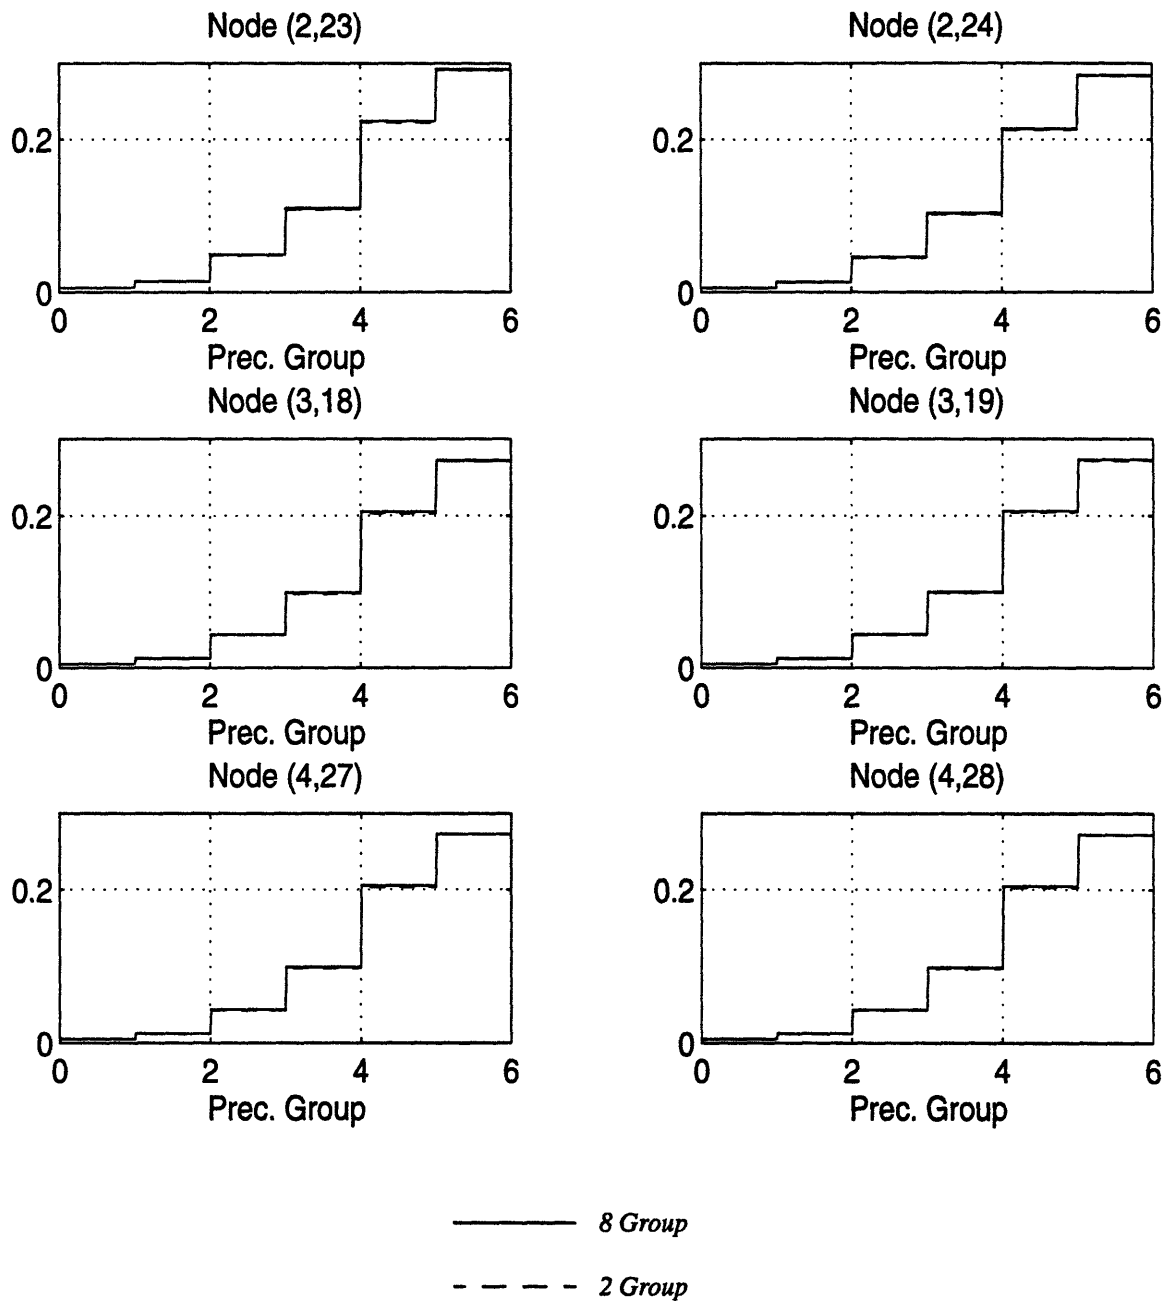 Node (2,23)
0.2
0
0 2 4 6
Prec. Group
Node (2,24)
0.2
0
0 2 4 6
Prec. Group
Node (3,18)
0.2
0
0 2 4 6
Prec. Group
Node (3,19)
0.2
0
0 2 4 6
Prec. Group
Node (4,27)
0.2
0
0 2 4 6
Prec. Group
Node (4,28)
0.2
0
0 2 4 6
Prec. Group
8 Group
2 Group